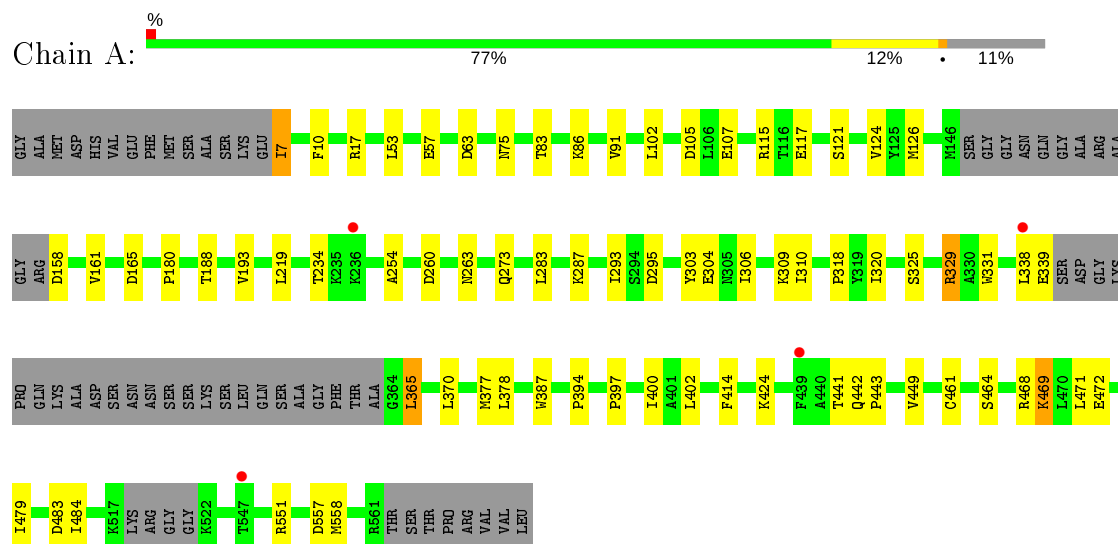 %
Chain A:
77% 12% • 11%
GLY ALA MET ASP HIS VAL GLU PHE MET SER ALA SER LYS GLU I7 F10 R17 L53 E57 D63 N75 T83 K86 V91 L102 D105 L106 E107 R115 T116 E117 S121 V124 Y125 M126 M146 SER GLY GLY ASN GLN GLY ALA ARG ALA
GLY ARG D158 V161 D165 P180 T188 V193 L219 T234 K235 K236 A254 D260 N263 Q273 L283 K287 I293 S294 D295 Y303 E304 N305 I306 K309 I310 P318 Y319 I320 S325 R329 A330 W331 L338 E339 SER ASP GLY LYS
PRO GLN LYS ALA ASP SER ASN ASN SER SER LYS SER LEU GLN SER ALA GLY PHE THR ALA G364 L365 L370 M377 L378 W387 P394 P397 I400 A401 L402 F414 K424 F439 A440 T441 Q442 P443 V449 C461 S464 R468 K469 L470 L471 E472
I479 D483 I484 K517 LYS ARG GLY GLY K522 T547 R551 D557 M558 R561 THR SER THR PRO ARG VAL VAL LEU